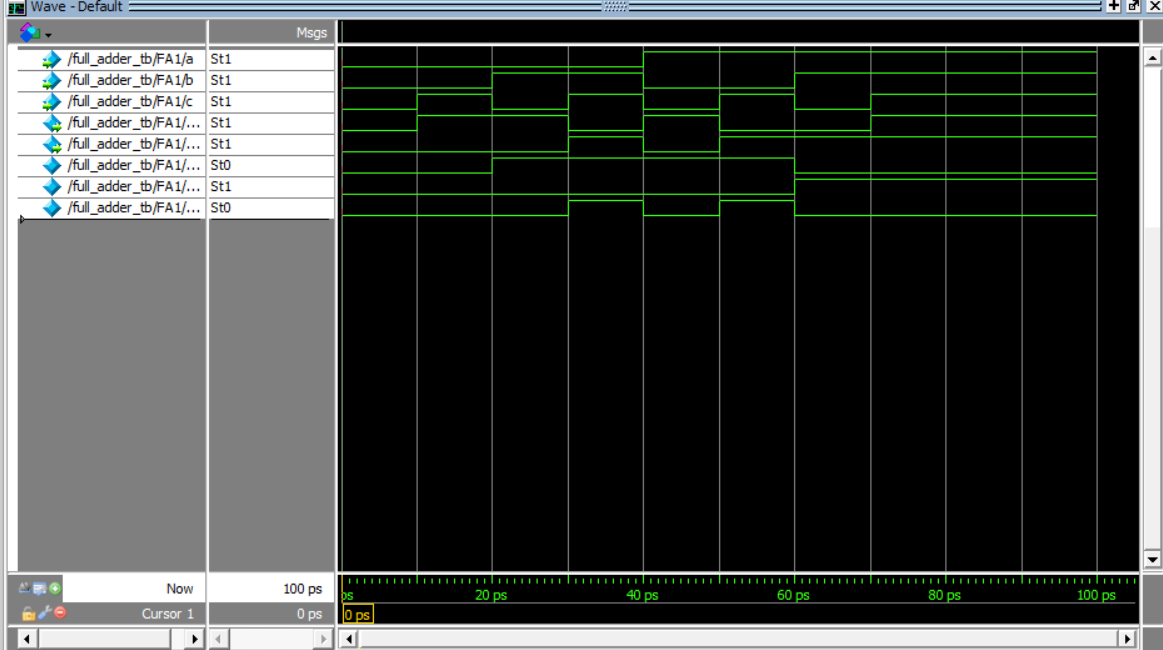 Wave - Default
Msgs
/full_adder_tb/FA1/a St1
/full_adder_tb/FA1/b St1
/full_adder_tb/FA1/c St1
/full_adder_tb/FA1/... St1
/full_adder_tb/FA1/... St1
/full_adder_tb/FA1/... St0
/full_adder_tb/FA1/... St1
/full_adder_tb/FA1/... St0
Now 100 ps ps 20 ps 40 ps 60 ps 80 ps 100 ps
Cursor 1 0 ps 0 ps